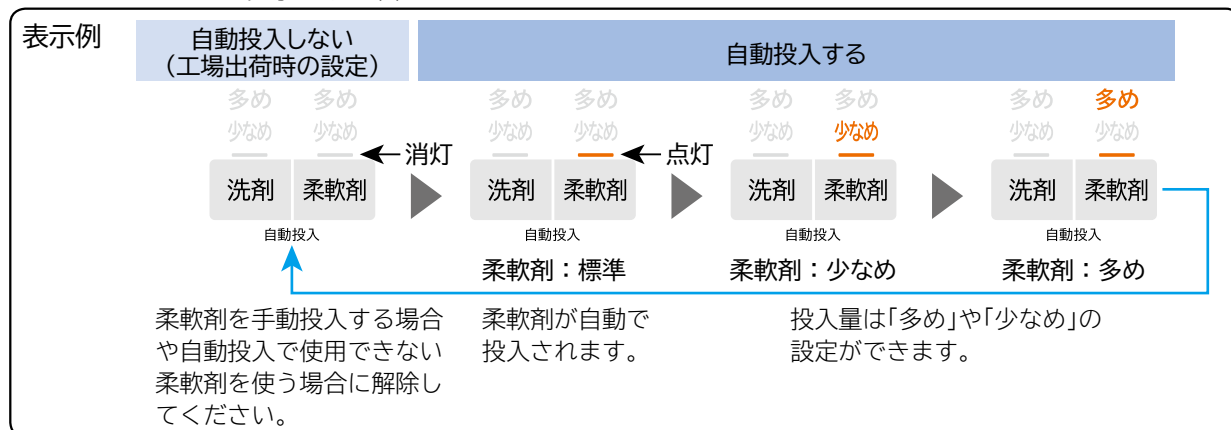 表示例
自動投入しない
（工場出荷時の設定）
自動投入する
多め 多め
少なめ 少なめ
消灯
洗剤 柔軟剤
自動投入
多め 多め
少なめ 少なめ
点灯
洗剤 柔軟剤
自動投入
柔軟剤：標準
多め 多め
少なめ 少なめ
洗剤 柔軟剤
自動投入
柔軟剤：少なめ
多め 多め
少なめ 少なめ
洗剤 柔軟剤
自動投入
柔軟剤：多め
柔軟剤を手動投入する場合
や自動投入で使用できない
柔軟剤を使う場合に解除し
てください。
柔軟剤が自動で
投入されます。
投入量は「多め」や「少なめ」の
設定ができます。